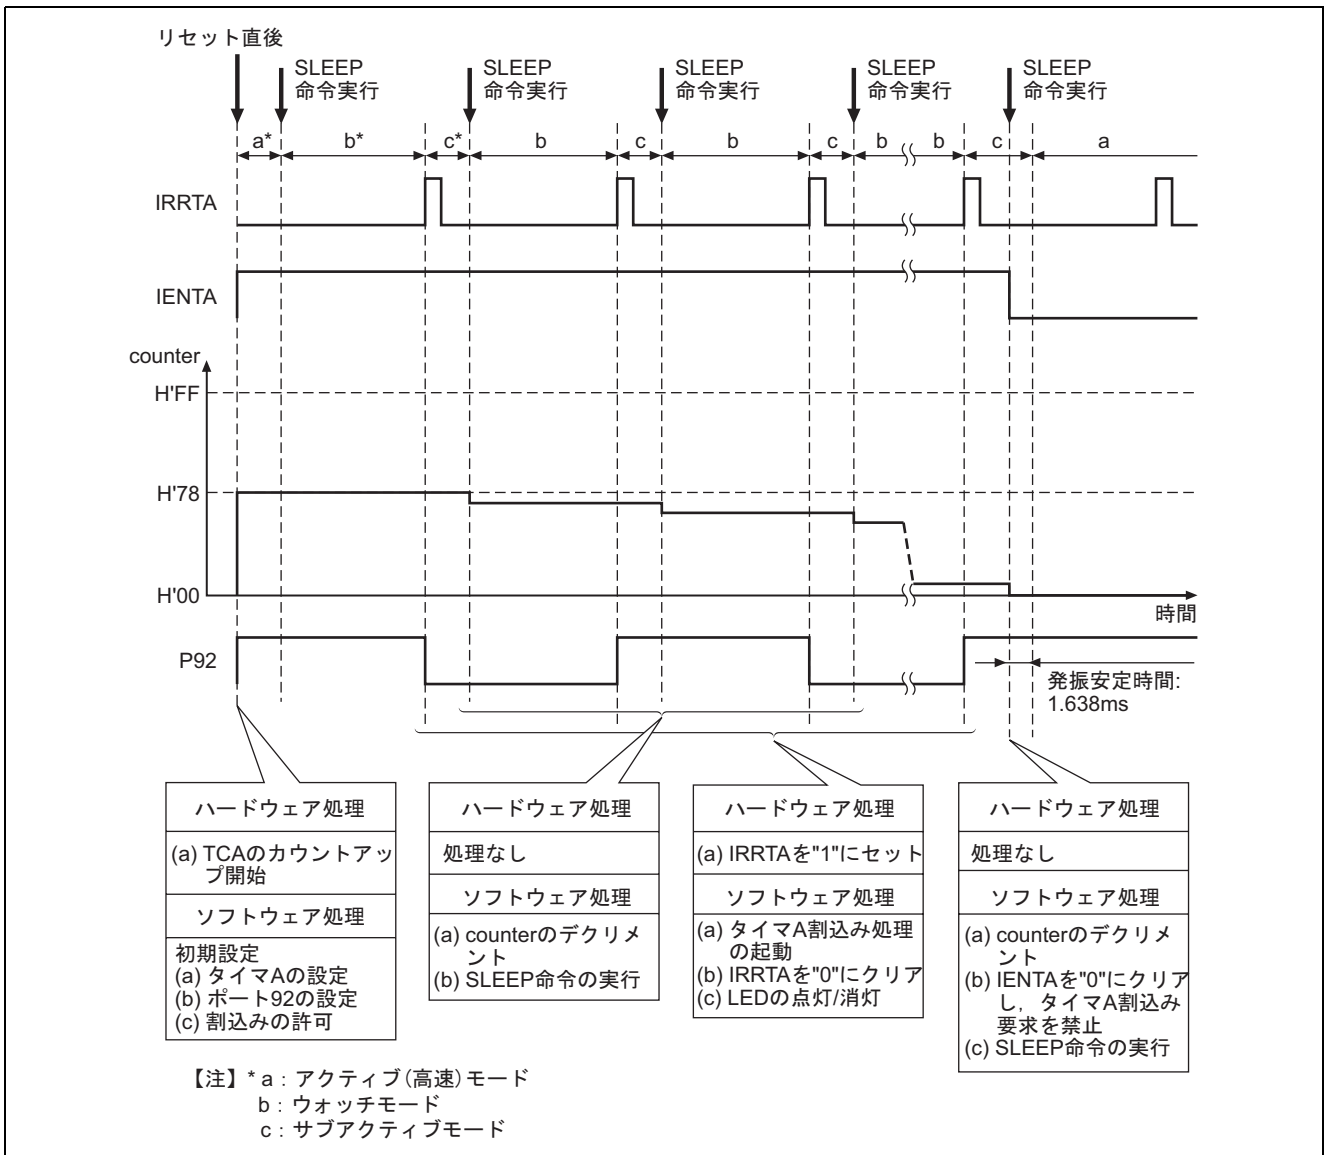 リセット直後
SLEEP
命令実行
SLEEP
命令実行
SLEEP
命令実行
SLEEP
命令実行
SLEEP
命令実行
a* b* c* b c b c b b c a
IRRTA
IENTA
counter
H'FF
H'78
H'00
時間
P92
発振安定時間:
1.638ms
ハードウェア処理
(a) TCAのカウントアッ
プ開始
ソフトウェア処理
初期設定
(a) タイマAの設定
(b) ポート92の設定
(c) 割込みの許可
ハードウェア処理
処理なし
ソフトウェア処理
(a) counterのデクリメ
ント
(b) SLEEP命令の実行
ハードウェア処理
(a) IRRTAを"1"にセット
ソフトウェア処理
(a) タイマA割込み処理
の起動
(b) IRRTAを"0"にクリア
(c) LEDの点灯/消灯
ハードウェア処理
処理なし
ソフトウェア処理
(a) counterのデクリメ
ント
(b) IENTAを"0"にクリア
し，タイマA割込み
要求を禁止
(c) SLEEP命令の実行
【注】* a : アクティブ(高速)モード
b : ウォッチモード
c : サブアクティブモード